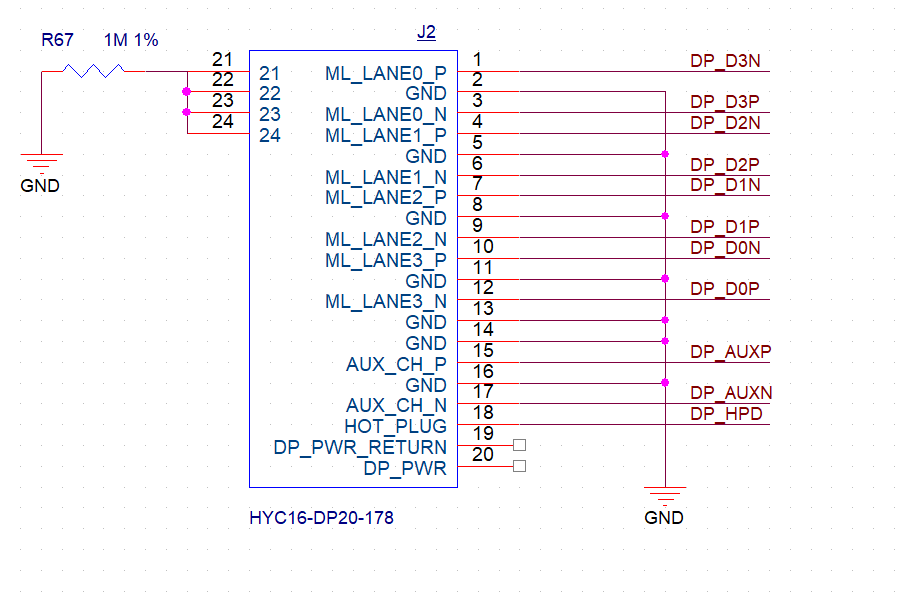 J2
R67 1M 1%
21 21 ML_LANE0_P 1 DP_D3N
22 22 GND 2
23 23 ML_LANE0_N 3 DP_D3P
24 24 ML_LANE1_P 4 DP_D2N
GND 5
ML_LANE1_N 6 DP_D2P
ML_LANE2_P 7 DP_D1N
GND 8
ML_LANE2_N 9 DP_D1P
ML_LANE3_P 10 DP_D0N
GND 11
ML_LANE3_N 12 DP_D0P
GND 13
GND 14
AUX_CH_P 15 DP_AUXP
GND 16
AUX_CH_N 17 DP_AUXN
HOT_PLUG 18 DP_HPD
DP_PWR_RETURN 19
DP_PWR 20
GND
HYC16-DP20-178
GND